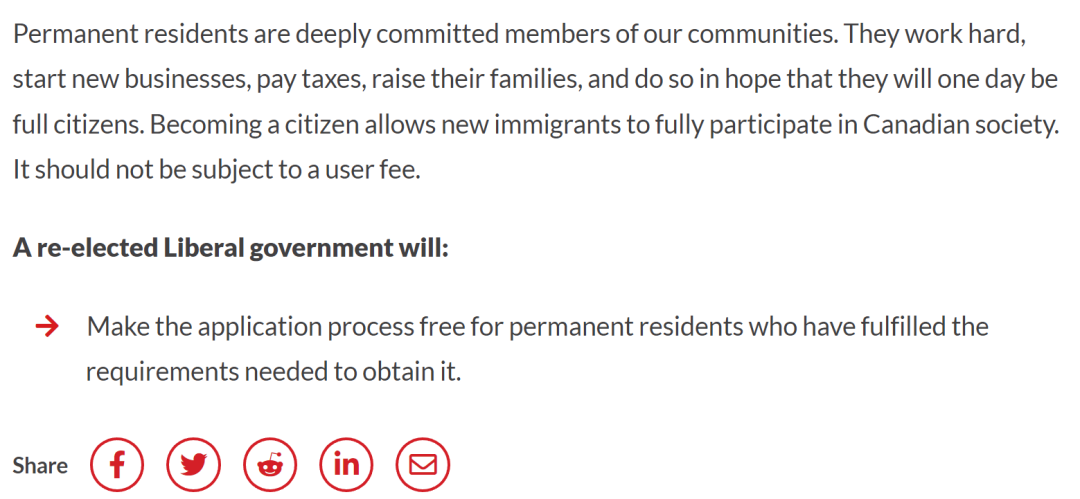 Permanent residents are deeply committed members of our communities. They work hard,
start new businesses, pay taxes, raise their families, and do so in hope that they will one day be
full citizens. Becoming a citizen allows new immigrants to fully participate in Canadian society.
It should not be subject to a user fee.
A re-elected Liberal government will:
Make the application process free for permanent residents who have fulfilled the
requirements needed to obtain it.
Share